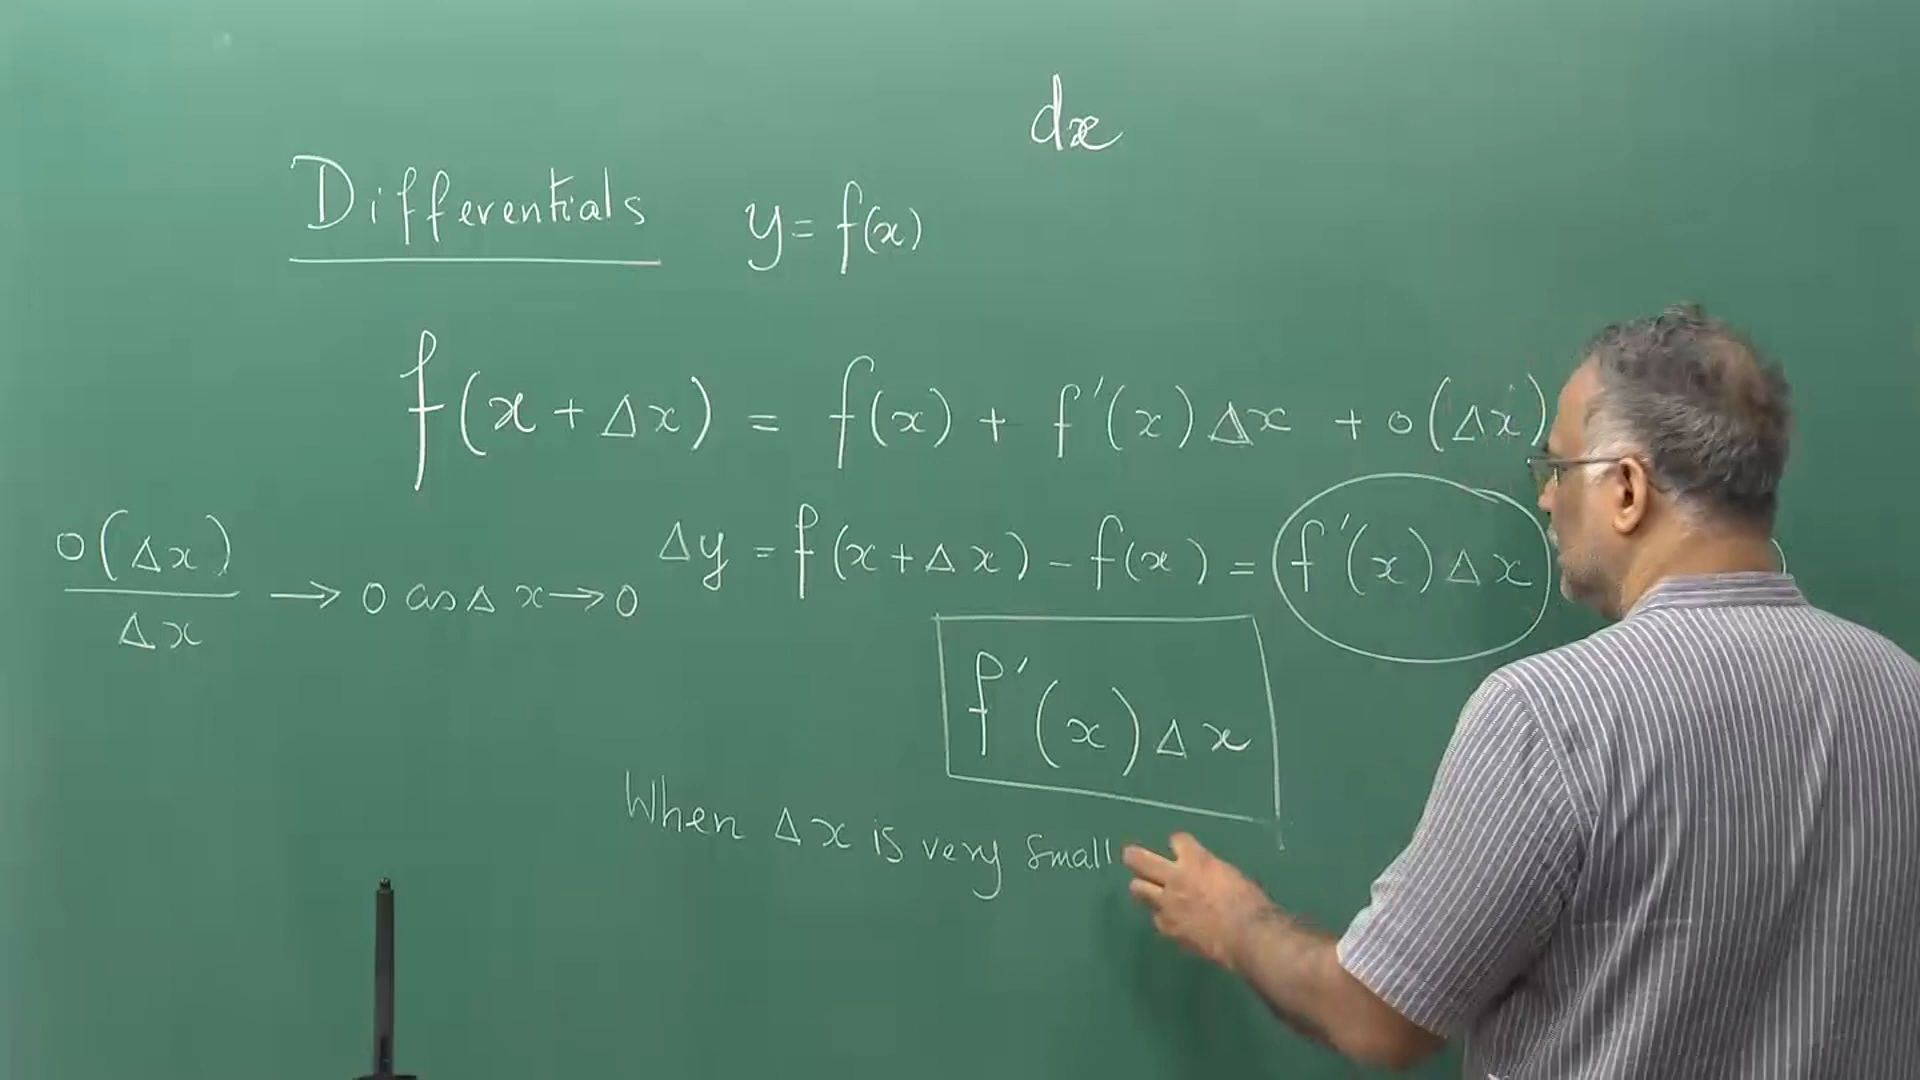 dx
Differentials y = f(x)
f(x + Δx) = f(x) + f'(x) Δx + o(Δx)
o(Δx) / Δx → 0 as Δx → 0
Δy = f(x + Δx) - f(x) = f'(x) Δx
f'(x) Δx
When Δx is very small